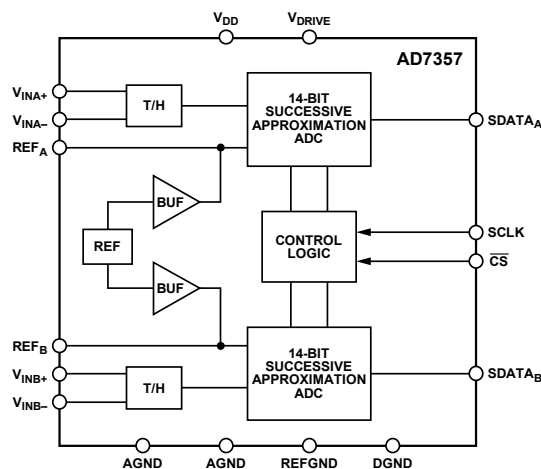 VDD
VDRIVE
AD7357
VINA+
T/H
14-BIT
SUCCESSIVE
APPROXIMATION
ADC
VINA–
SDATAA
REFA
BUF
REF
CONTROL
LOGIC
SCLK
CS
BUF
REFB
14-BIT
SUCCESSIVE
APPROXIMATION
ADC
VINB+
T/H
SDATAB
VINB–
AGND
AGND
REFGND
DGND